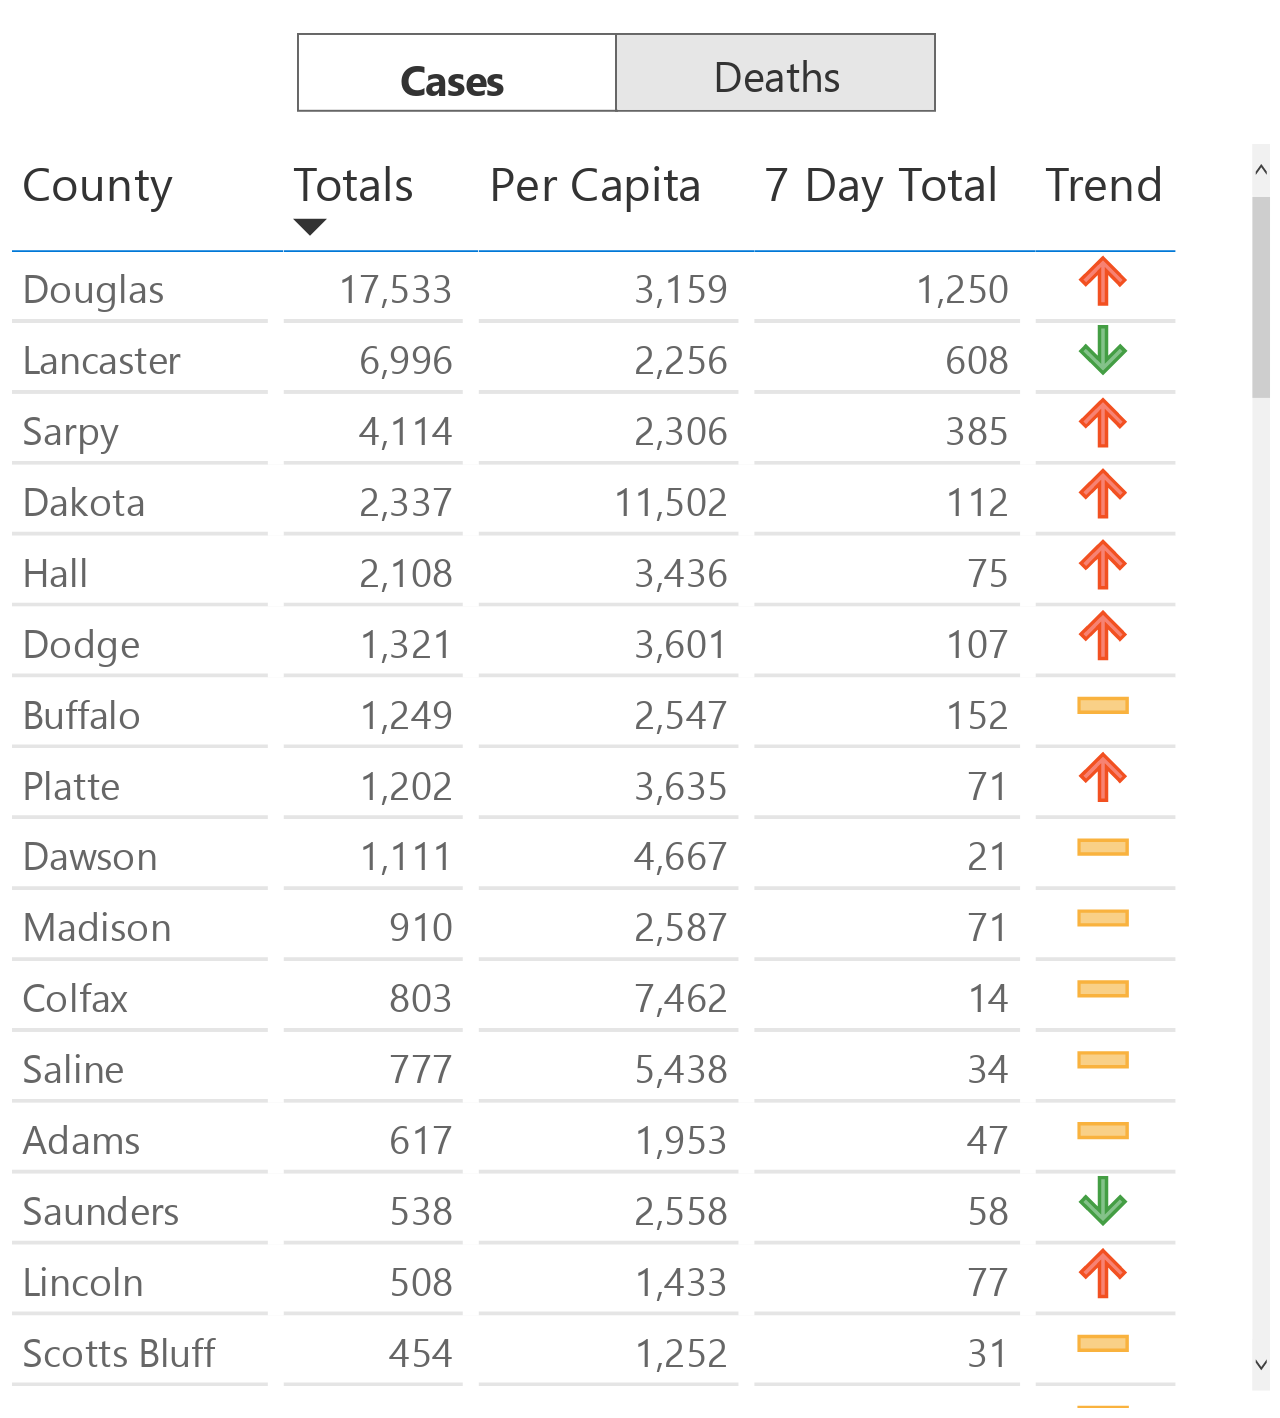 Cases Deaths
County Totals Per Capita 7 Day Total Trend
Douglas 17,533 3,159 1,250
Lancaster 6,996 2,256 608
Sarpy 4,114 2,306 385
Dakota 2,337 11,502 112
Hall 2,108 3,436 75
Dodge 1,321 3,601 107
Buffalo 1,249 2,547 152
Platte 1,202 3,635 71
Dawson 1,111 4,667 21
Madison 910 2,587 71
Colfax 803 7,462 14
Saline 777 5,438 34
Adams 617 1,953 47
Saunders 538 2,558 58
Lincoln 508 1,433 77
Scotts Bluff 454 1,252 31